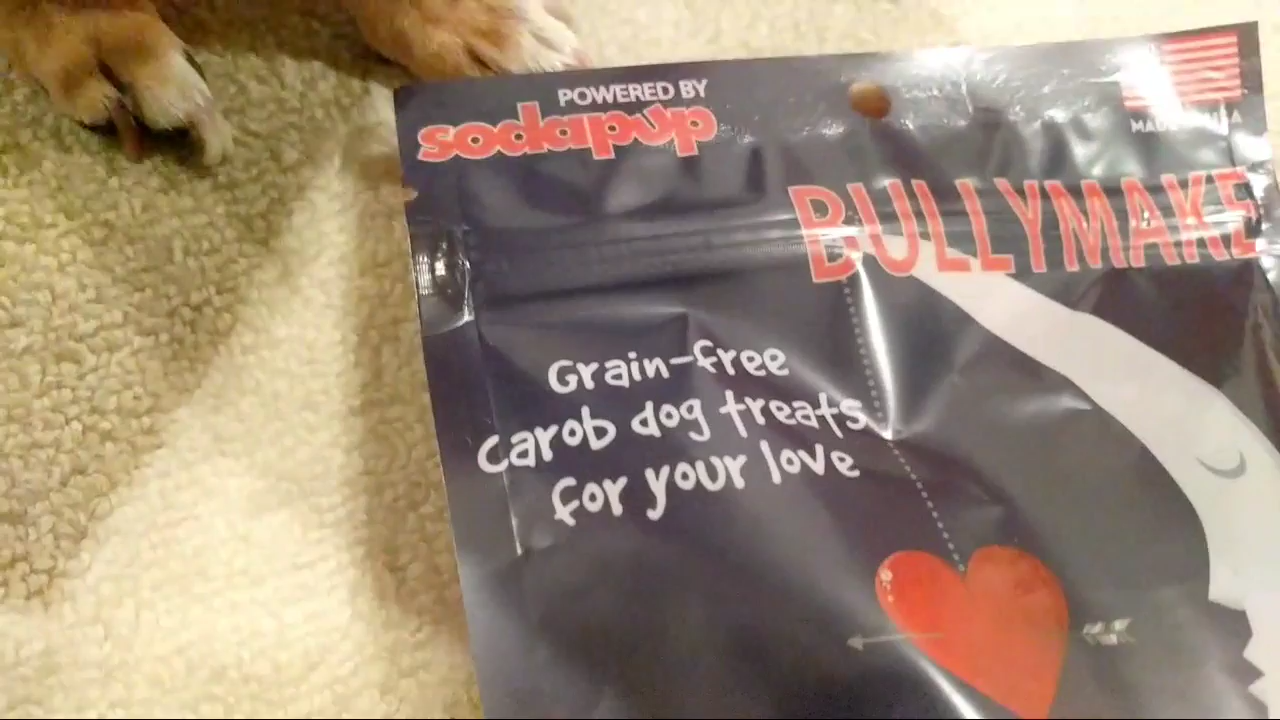 POWERED BY
sodapup
BULLYMAKE
Grain-free
carob dog treats
for your love